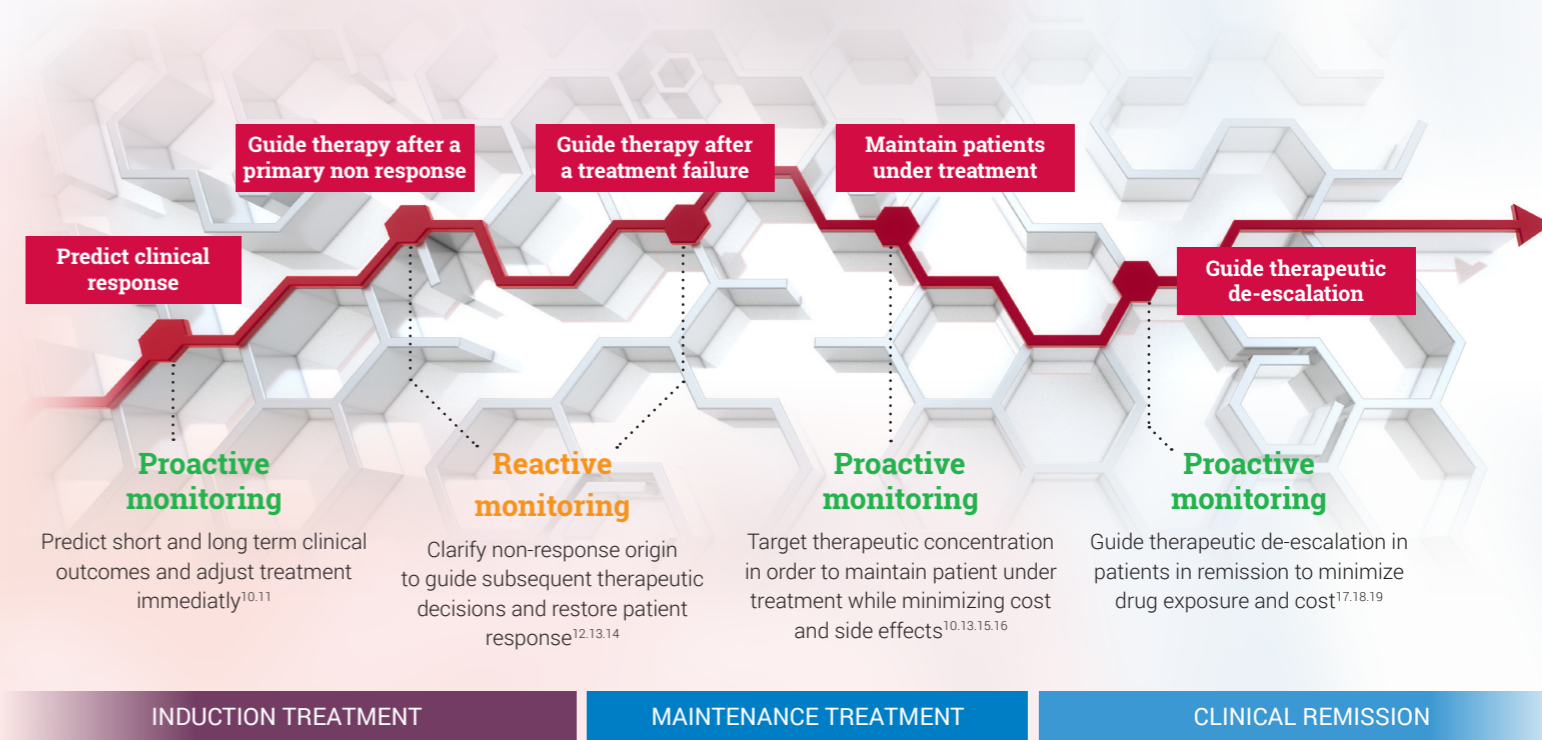 Guide therapy after a
primary non response
Guide therapy after
a treatment failure
Maintain patients
under treatment
Predict clinical
response
Guide therapeutic
de-escalation
Proactive
monitoring
Predict short and long term clinical
outcomes and adjust treatment
immediatly10.11
Reactive
monitoring
Clarify non-response origin
to guide subsequent therapeutic
decisions and restore patient
response12.13.14
Proactive
monitoring
Target therapeutic concentration
in order to maintain patient under
treatment while minimizing cost
and side effects10.13.15.16
Proactive
monitoring
Guide therapeutic de-escalation in
patients in remission to minimize
drug exposure and cost17.18.19
INDUCTION TREATMENT
MAINTENANCE TREATMENT
CLINICAL REMISSION